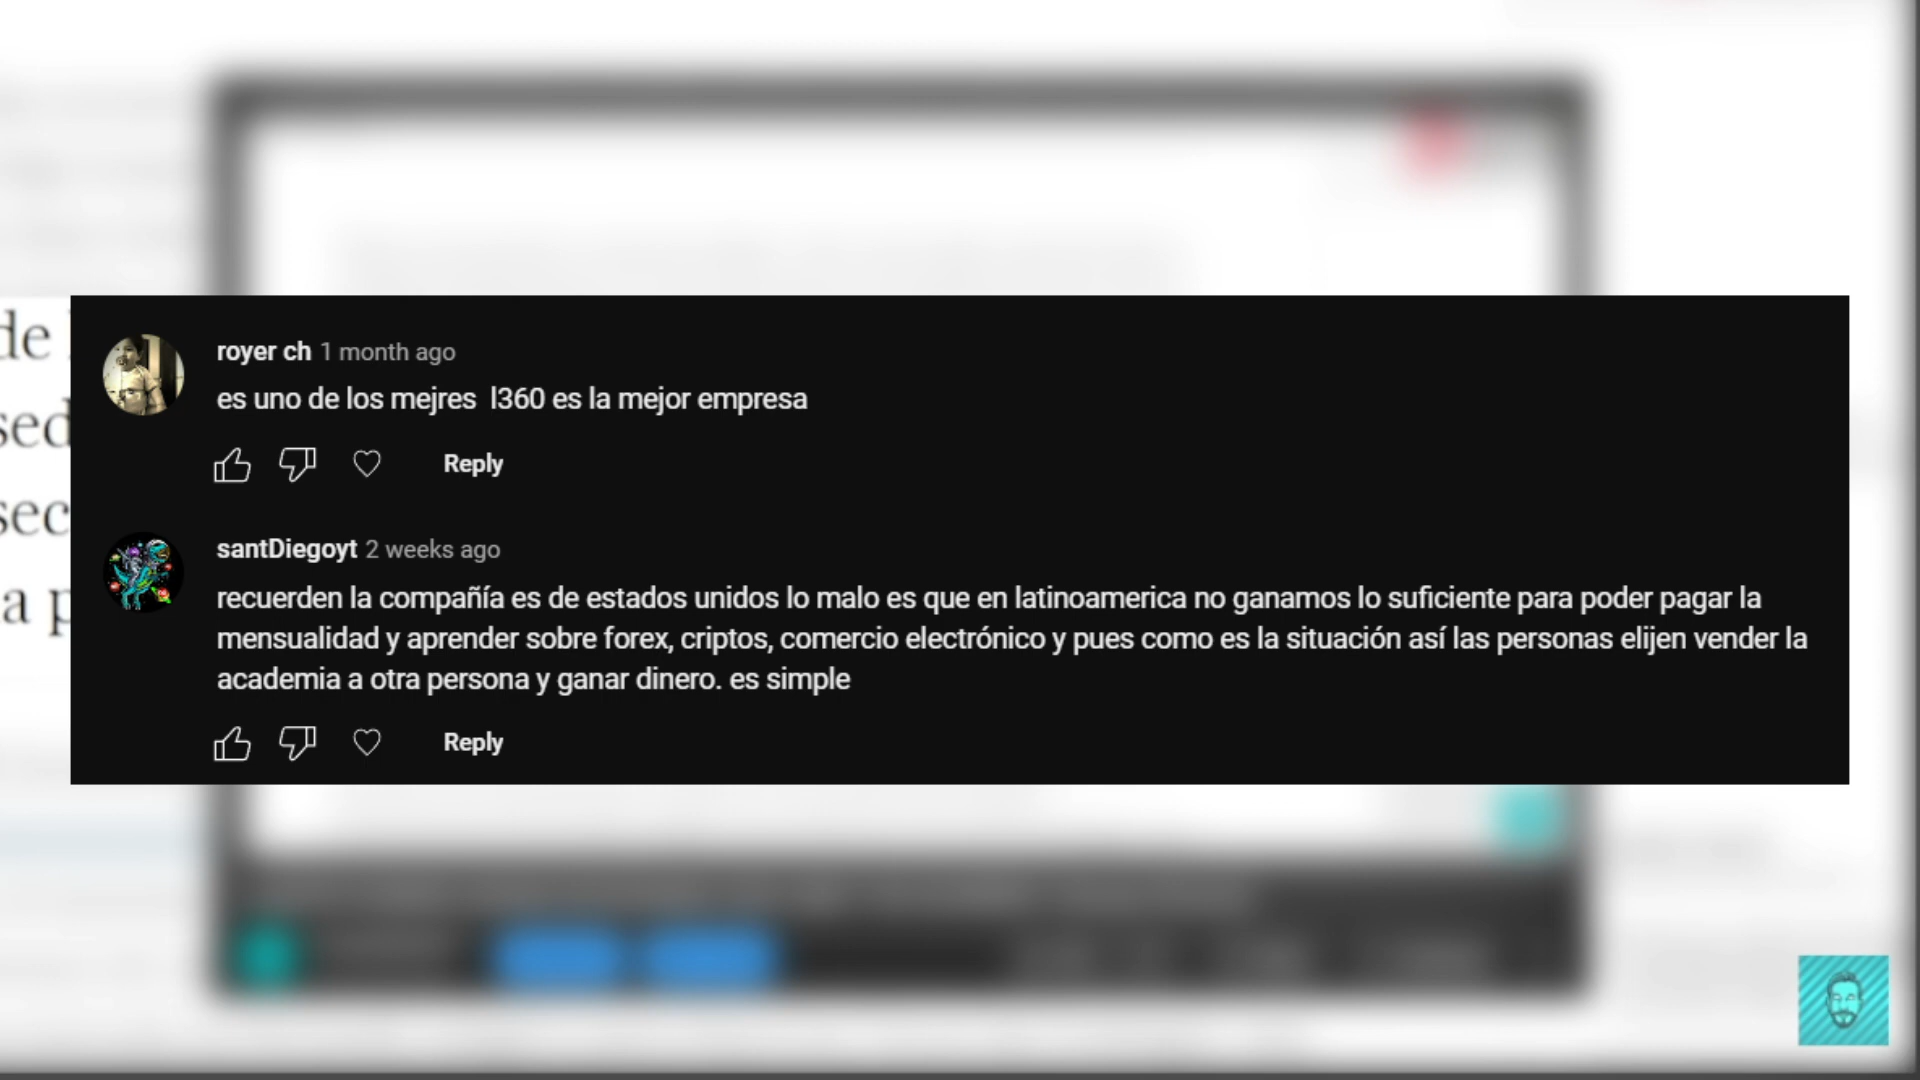 de
sed
sec
a p
royer ch 1 month ago
es uno de los mejres l360 es la mejor empresa
Reply
santDiegoyt 2 weeks ago
recuerden la compañía es de estados unidos lo malo es que en latinoamerica no ganamos lo suficiente para poder pagar la
mensualidad y aprender sobre forex, criptos, comercio electrónico y pues como es la situación así las personas elijen vender la
academia a otra persona y ganar dinero. es simple
Reply